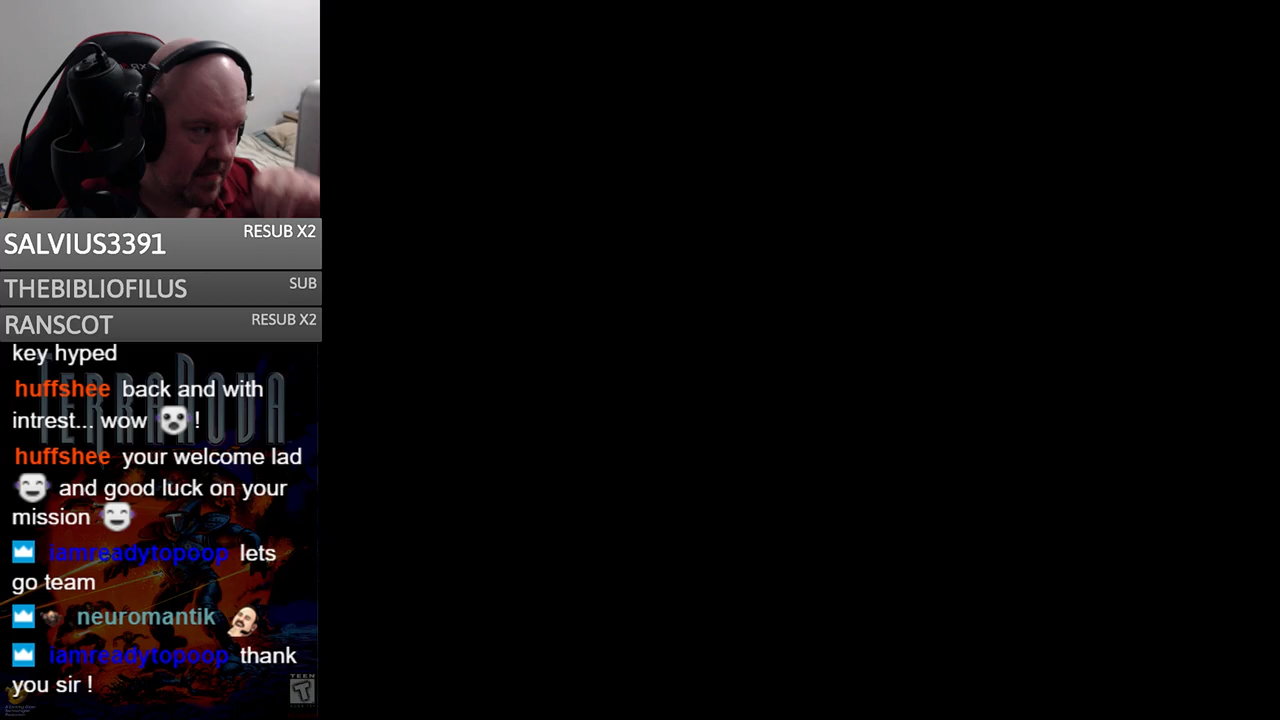 SALVIUS3391 RESUB X2
THEBIBLIOFILUS SUB
RANSCOT RESUB X2
key hyped
huffshee back and with
intrest... wow !
huffshee your welcome lad
and good luck on your
mission
iamreadytopoop lets
go team
neuromantik
iamreadytopoop thank
you sir !
TERRA NOVA
TEEN
T